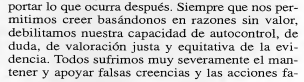 portar lo que ocurra después. Siempre que nos per-
mitimos creer basándonos en razones sin valor,
debilitamos nuestra capacidad de autocontrol, de
duda, de valoración justa y equitativa de la evi-
dencia. Todos sufrimos muy severamente el man-
tener y apoyar falsas creencias y las acciones fa-